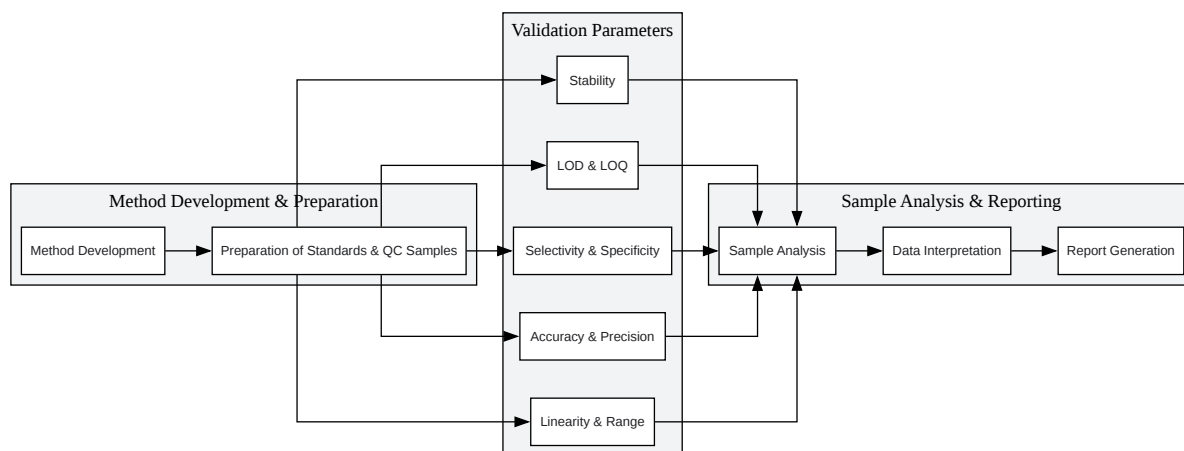 Validation Parameters
Stability
LOD & LOQ
Method Development & Preparation
Sample Analysis & Reporting
Method Development
Preparation of Standards & QC Samples
Selectivity & Specificity
Sample Analysis
Data Interpretation
Report Generation
Accuracy & Precision
Linearity & Range